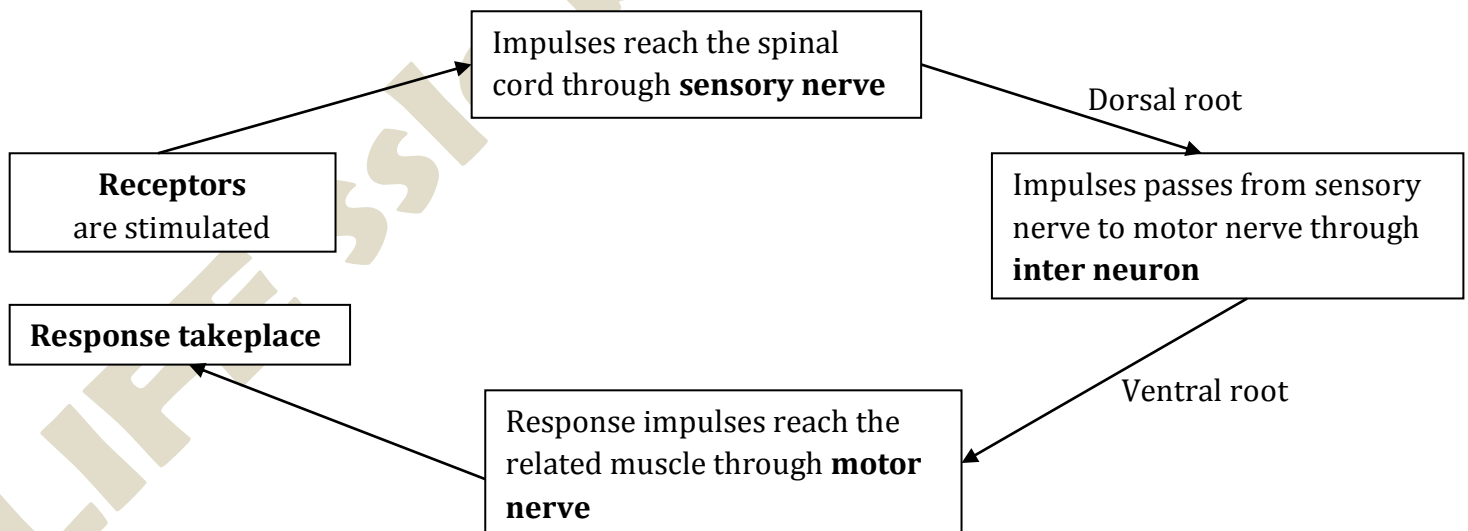 Impulses reach the spinal
cord through sensory nerve
Dorsal root
Receptors
are stimulated
Impulses passes from sensory
nerve to motor nerve through
inter neuron
Response takeplace
Ventral root
Response impulses reach the
related muscle through motor
nerve
LIFE